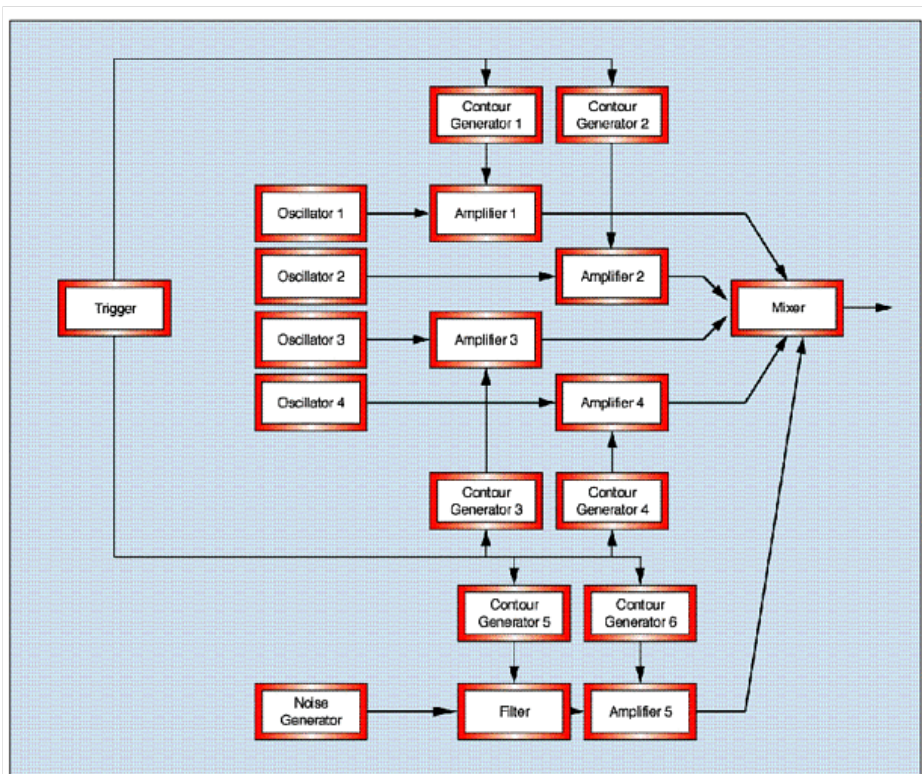 Contour
Generator 1
Contour
Generator 2
Oscillator 1
Amplifier 1
Oscillator 2
Amplifier 2
Trigger
Mixer
Oscillator 3
Amplifier 3
Oscillator 4
Amplifier 4
Contour
Generator 3
Contour
Generator 4
Contour
Generator 5
Contour
Generator 6
Noise
Generator
Filter
Amplifier 5